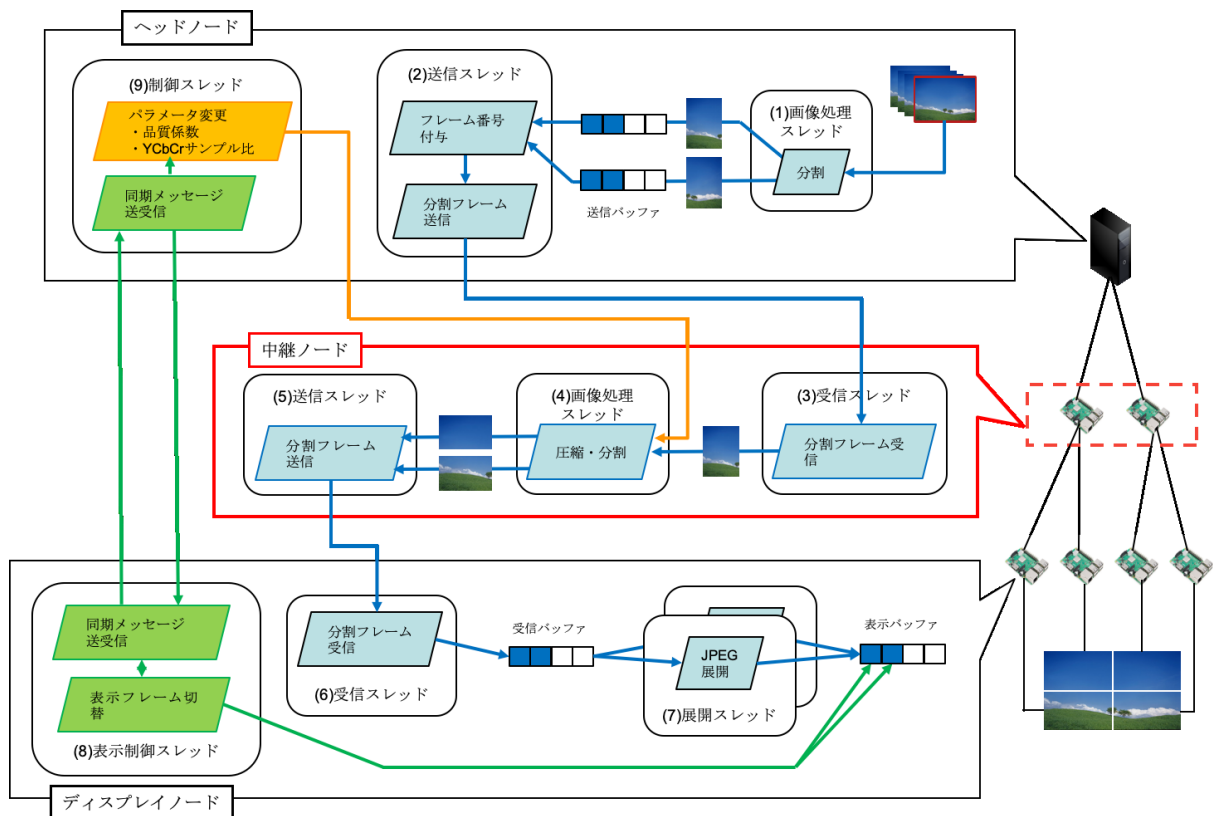 ヘッドノード
(9)制御スレッド
パラメータ変更
・品質係数
・YCbCrサンプル比
同期メッセージ
送受信
(2)送信スレッド
フレーム番号
付与
分割フレーム
送信
送信バッファ
(1)画像処理
スレッド
分割
中継ノード
(5)送信スレッド
分割フレーム
送信
(4)画像処理
スレッド
圧縮・分割
(3)受信スレッド
分割フレーム受
信
同期メッセージ
送受信
表示フレーム切
替
(8)表示制御スレッド
分割フレーム
受信
(6)受信スレッド
受信バッファ
JPEG
展開
(7)展開スレッド
表示バッファ
ディスプレイノード